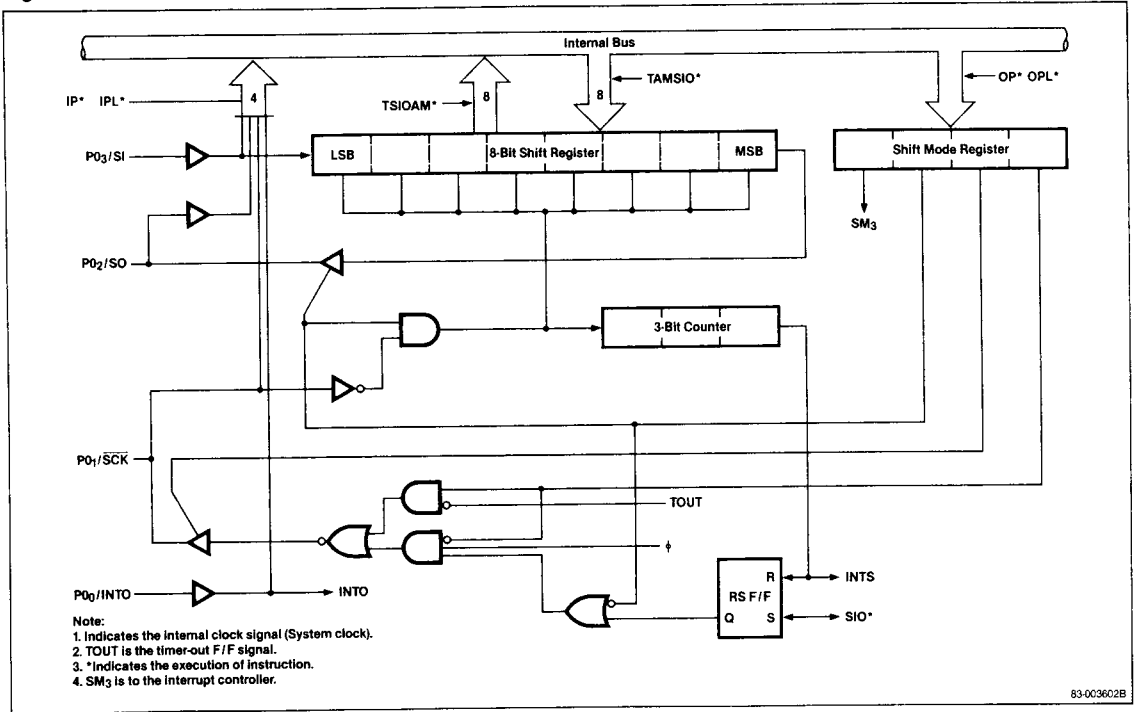 Internal Bus
IP* IPL*
4
TSIOAM*
8
8
TAMSIO*
OP* OPL*
P0₃/SI
LSB
8-Bit Shift Register
MSB
Shift Mode Register
SM₃
P0₂/SO
3-Bit Counter
P0₁/S̅C̅K̅
TOUT
ϕ
P0₀/INTO
INTO
R
INTS
RS F/F
Q
S
SIO*
Note:
1. Indicates the internal clock signal (System clock).
2. TOUT is the timer-out F/F signal.
3. *Indicates the execution of instruction.
4. SM₃ is to the interrupt controller.
83-003602B